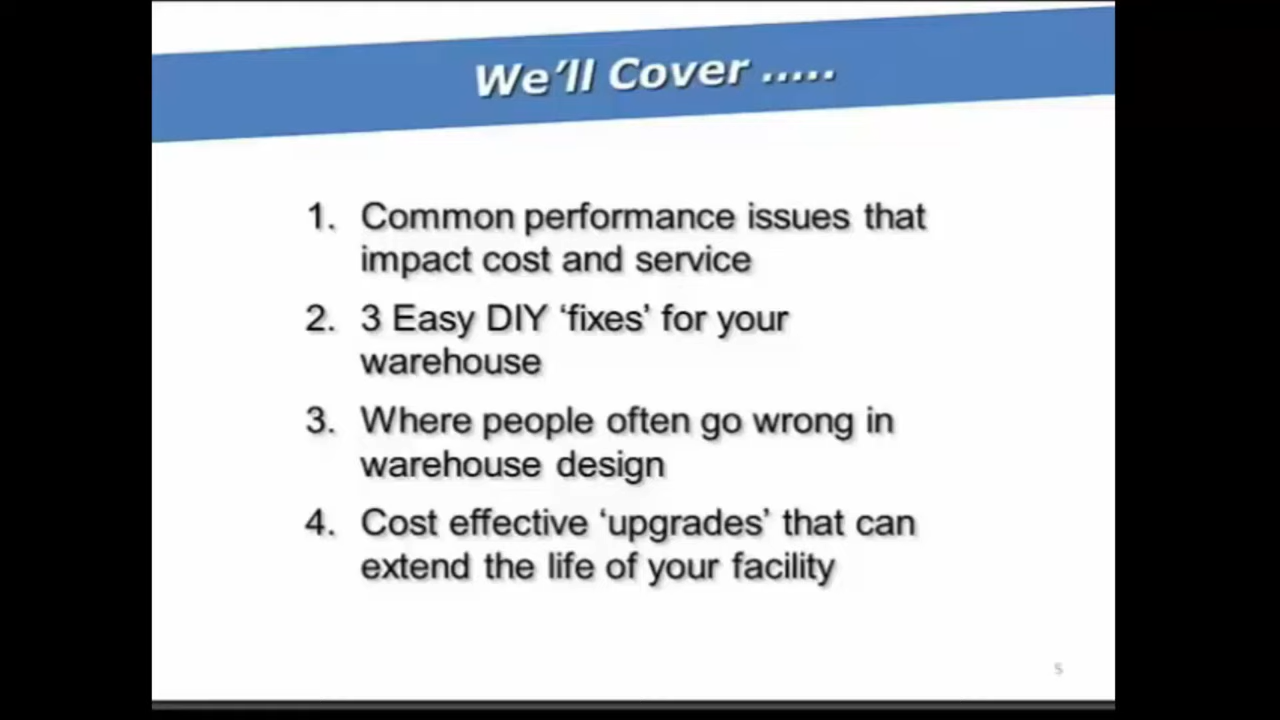 We'll Cover .....
1. Common performance issues that
impact cost and service
2. 3 Easy DIY ‘fixes’ for your
warehouse
3. Where people often go wrong in
warehouse design
4. Cost effective ‘upgrades’ that can
extend the life of your facility
5